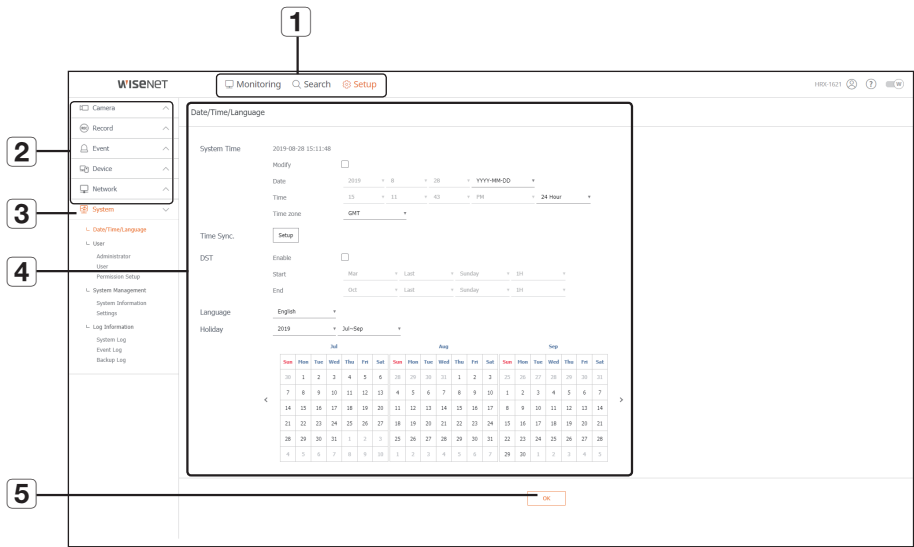 1
WISENET
Monitoring Search Setup
HRX-1621 ? W
Camera
Date/Time/Language
Record
2
Event
System Time 2019-08-28 15:11:48
Modify
Device
Date 2019 8 28 YYYY-MM-DD
Network
Time 15 11 43 PM 24 Hour
3
System
Time zone GMT
Date/Time/Language
Time Sync. Setup
User
Administrator
DST Enable
User
4
Permission Setup
Start Mar Last Sunday 1H
System Management
End Oct Last Sunday 1H
System Information
Settings
Language English
Log Information
Holiday 2019 Jul~Sep
System Log
Event Log
Backup Log
Jul Aug Sep
Sun Mon Tue Wed Thu Fri Sat Sun Mon Tue Wed Thu Fri Sat Sun Mon Tue Wed Thu Fri Sat
30 1 2 3 4 5 6 28 29 30 31 1 2 3 25 26 27 28 29 30 31
7 8 9 10 11 12 13 4 5 6 7 8 9 10 1 2 3 4 5 6 7
14 15 16 17 18 19 20 11 12 13 14 15 16 17 8 9 10 11 12 13 14
21 22 23 24 25 26 27 18 19 20 21 22 23 24 15 16 17 18 19 20 21
28 29 30 31 1 2 3 25 26 27 28 29 30 31 22 23 24 25 26 27 28
4 5 6 7 8 9 10 1 2 3 4 5 6 7 29 30 1 2 3 4 5
5
OK